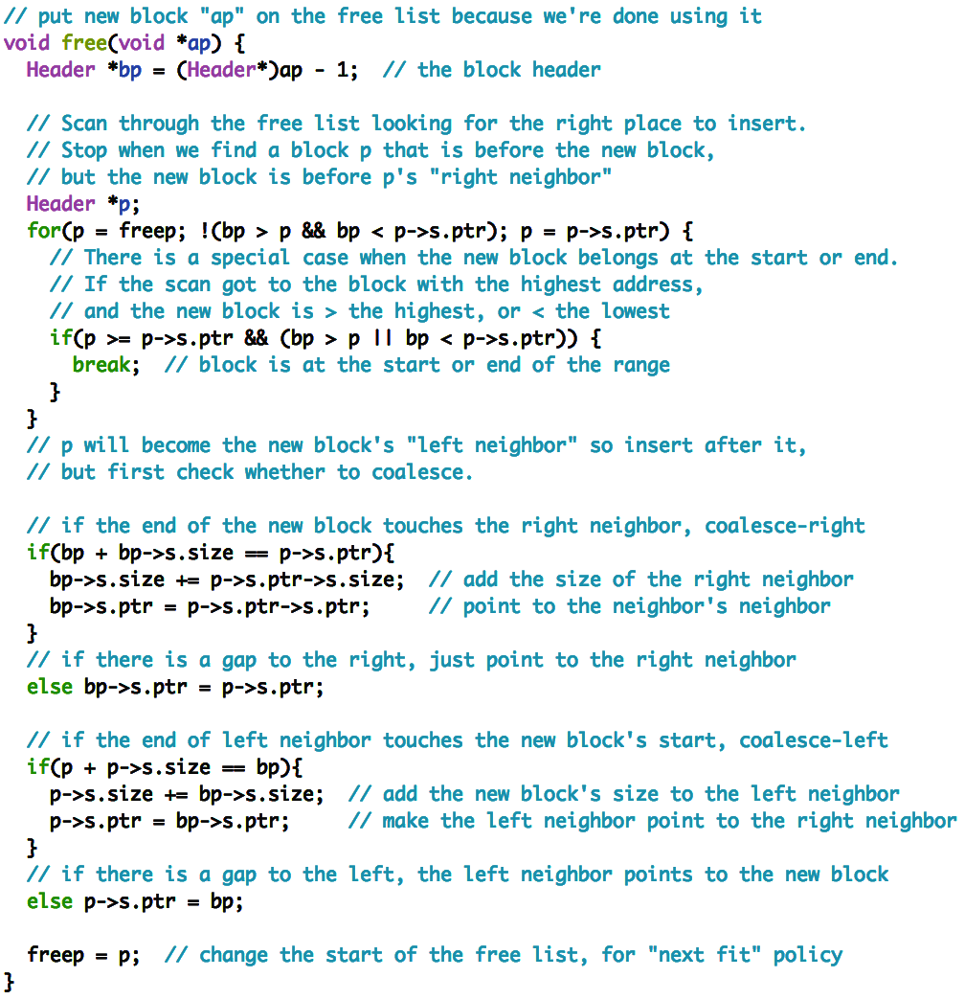 // put new block "ap" on the free list because we're done using it
void free(void *ap) {
  Header *bp = (Header*)ap - 1;  // the block header

  // Scan through the free list looking for the right place to insert.
  // Stop when we find a block p that is before the new block,
  // but the new block is before p's "right neighbor"
  Header *p;
  for(p = freep; !(bp > p && bp < p->s.ptr); p = p->s.ptr) {
    // There is a special case when the new block belongs at the start or end.
    // If the scan got to the block with the highest address,
    // and the new block is > the highest, or < the lowest
    if(p >= p->s.ptr && (bp > p || bp < p->s.ptr)) {
      break;  // block is at the start or end of the range
    }
  }
  // p will become the new block's "left neighbor" so insert after it,
  // but first check whether to coalesce.

  // if the end of the new block touches the right neighbor, coalesce-right
  if(bp + bp->s.size == p->s.ptr){
    bp->s.size += p->s.ptr->s.size;  // add the size of the right neighbor
    bp->s.ptr = p->s.ptr->s.ptr;     // point to the neighbor's neighbor
  }
  // if there is a gap to the right, just point to the right neighbor
  else bp->s.ptr = p->s.ptr;

  // if the end of left neighbor touches the new block's start, coalesce-left
  if(p + p->s.size == bp){
    p->s.size += bp->s.size;  // add the new block's size to the left neighbor
    p->s.ptr = bp->s.ptr;     // make the left neighbor point to the right neighbor
  }
  // if there is a gap to the left, the left neighbor points to the new block
  else p->s.ptr = bp;

  freep = p;  // change the start of the free list, for "next fit" policy
}